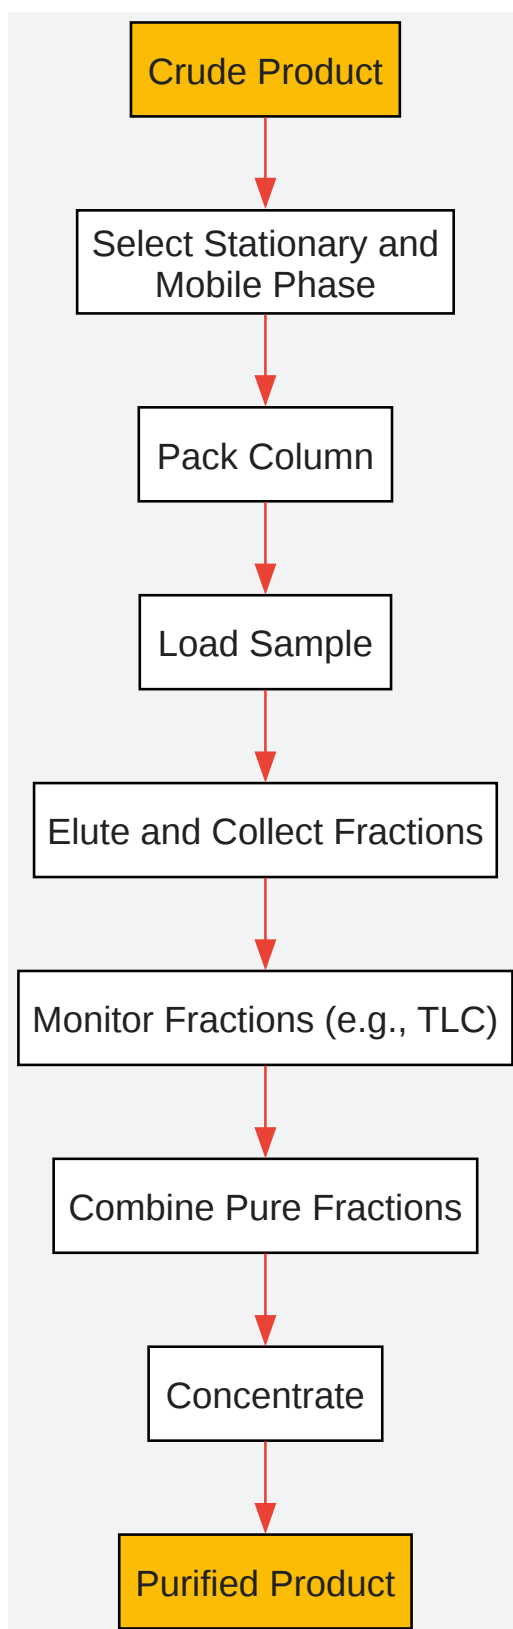 Crude Product
Select Stationary and
Mobile Phase
Pack Column
Load Sample
Elute and Collect Fractions
Monitor Fractions (e.g., TLC)
Combine Pure Fractions
Concentrate
Purified Product